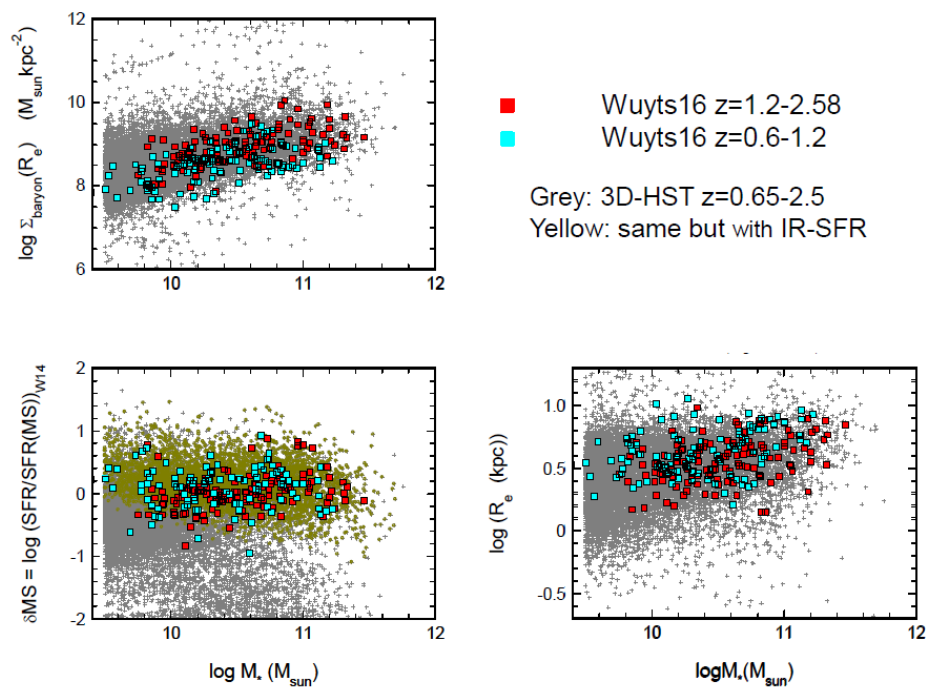 12
10
8
6
10
11
12
log Σbaryon(Re) (Msun kpc-2)
Wuyts16 z=1.2-2.58
Wuyts16 z=0.6-1.2
Grey: 3D-HST z=0.65-2.5
Yellow: same but with IR-SFR
2
1
0
-1
-2
10
11
12
δMS = log (SFR/SFR(MS))W14
log M* (Msun)
1.0
0.5
0
-0.5
10
11
12
log (Re (kpc))
logM*(Msun)